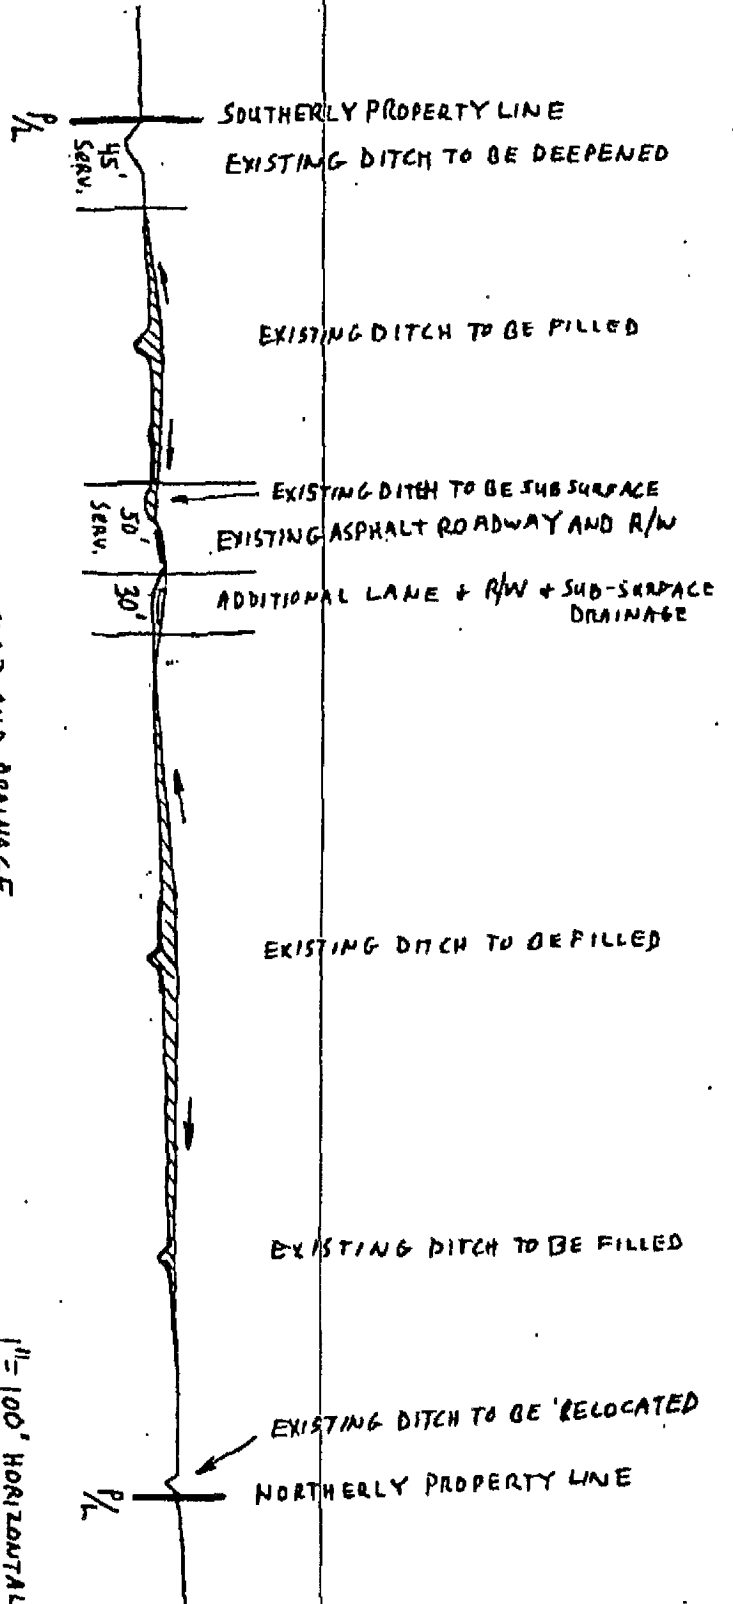 P/L
SOUTHERLY PROPERTY LINE
45'
SERV.
EXISTING DITCH TO BE DEEPENED
EXISTING DITCH TO BE FILLED
EXISTING DITCH TO BE SUBSURFACE
50'
SERV.
EXISTING ASPHALT ROADWAY AND R/W
30'
ADDITIONAL LANE & R/W & SUB-SURFACE
DRAINAGE
DRAINAGE
EXISTING DITCH TO BE FILLED
EXISTING DITCH TO BE FILLED
EXISTING DITCH TO BE RELOCATED
P/L
NORTHERLY PROPERTY LINE
1"=100' HORIZONTAL